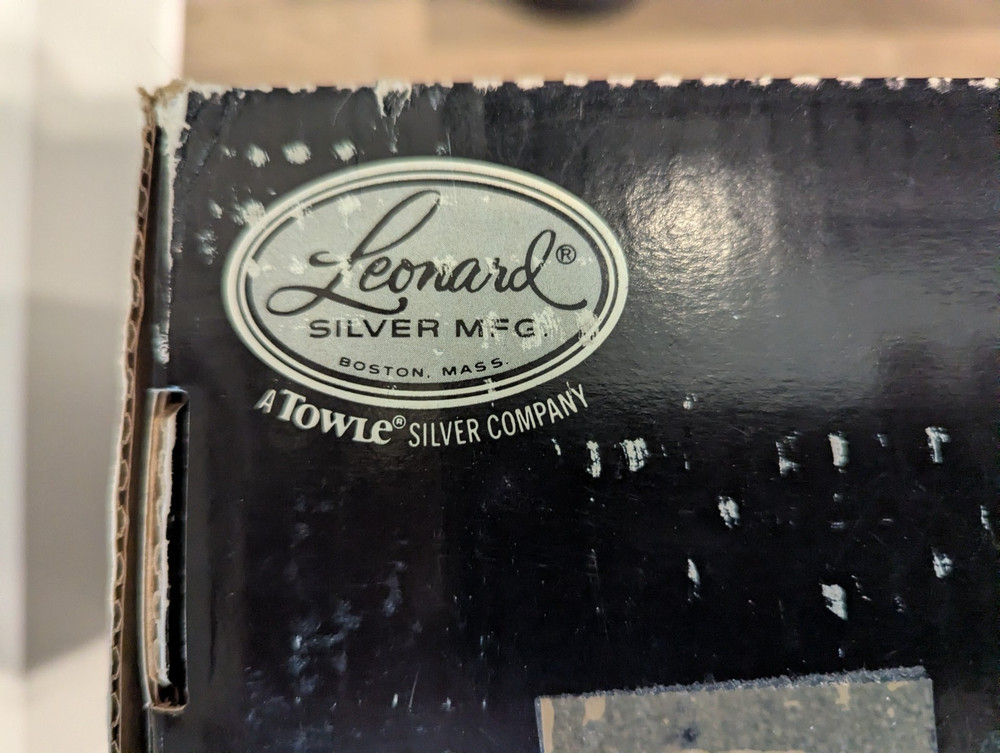 Leonard®
SILVER MFG.
BOSTON, MASS.
A TOWLE® SILVER COMPANY